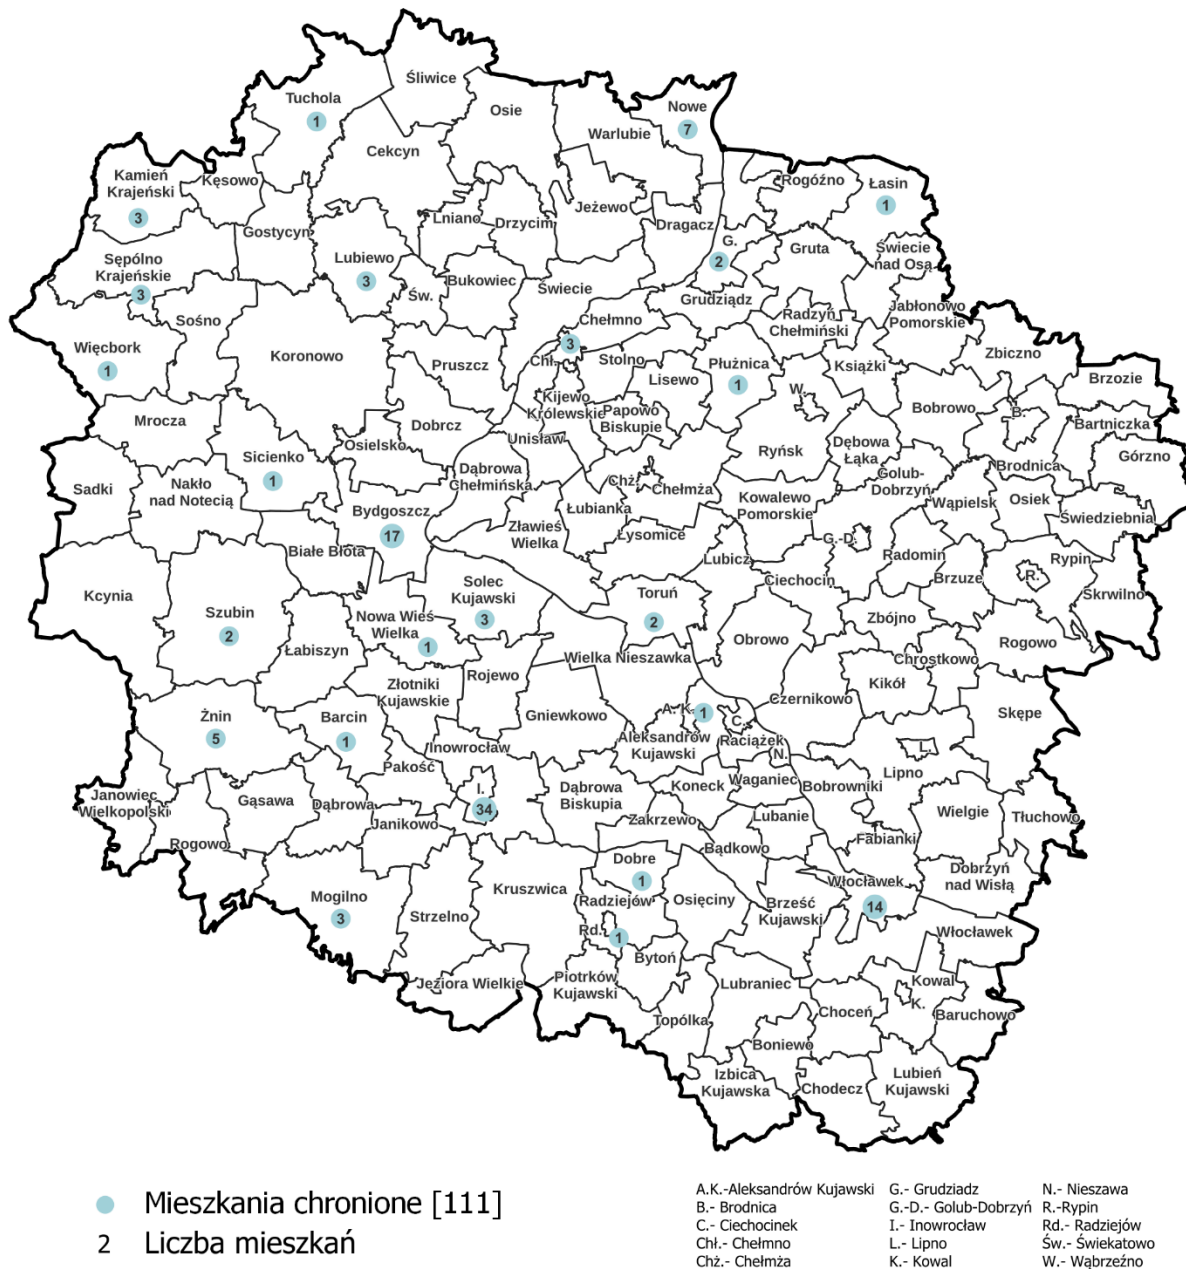 Śliwice
Tuchola
1
Osie
Nowe
7
Warlubie
Cekcyn
Kamień
Krajeński
3
Kęsowo
Rogóźno
Łasin
1
Jeżewo
Lniano
Drzycim
Dragacz
Gostycyn
G.
2
Gruta
Świecie
nad Osą
Sępólno
Krajeńskie
3
Lubiewo
3
Św.
Bukowiec
Świecie
Grudziądz
Jabłonowo
Pomorskie
Sośno
Chełmno
Radzyń
Chełmiński
Więcbork
1
Koronowo
Chł.
3
Stolno
Płużnica
1
Książki
Zbiczno
Pruszcz
Lisewo
Brzozie
Kijewo
Królewskie
Papowo
Biskupie
W.
Bobrowo
B.
Bartniczka
Mrocza
Dobrcz
Osielsko
Unisław
Ryńsk
Dębowa
Łąka
Górzno
Sicienko
1
Dąbrowa
Chełmińska
Golub-
Dobrzyń
Brodnica
Sadki
Nakło
nad Notecią
Chż.
Chełmża
Kowalewo
Pomorskie
Wąpielsk
Osiek
Świedziebnia
Bydgoszcz
17
Zławieś
Wielka
Łubianka
Łysomice
G.-D.
Białe Błota
Lubicz
Radomin
Rypin
R.
Kcynia
Solec
Kujawski
3
Ciechocin
Brzuze
Skrwilno
Szubin
2
Toruń
2
Nowa Wieś
Wielka
1
Zbójno
Łabiszyn
Obrowo
Rogowo
Wielka Nieszawka
Chrostkowo
Rojewo
Złotniki
Kujawskie
Kikół
Czernikowo
Żnin
5
Barcin
1
Gniewkowo
A. K.
1
C.
Skępe
Aleksandrów
Kujawski
Raciążek
N.
Inowrocław
L.
Pakość
Lipno
Janowiec
Wielkopolski
Gąsawa
Dąbrowa
I.
34
Dąbrowa
Biskupia
Koneck
Waganiec
Bobrowniki
Wielgie
Tłuchowo
Janikowo
Zakrzewo
Lubanie
Rogowo
Fabianki
Bądkowo
Dobre
1
Dobrzyń
nad Wisłą
Mogilno
3
Kruszwica
Włocławek
14
Radziejów
Osięciny
Brześć
Kujawski
Strzelno
Rd.
1
Włocławek
Bytoń
Jeziora Wielkie
Piotrków
Kujawski
Lubraniec
Kowal
K.
Choceń
Baruchowo
Topólka
Boniewo
Izbica
Kujawska
Chodecz
Lubień
Kujawski
Mieszkania chronione [111]
2 Liczba mieszkań
A.K.-Aleksandrów Kujawski
B.- Brodnica
C.- Ciechocinek
Chł.- Chełmno
Chż.- Chełmża
G.- Grudziadz
G.-D.- Golub-Dobrzyń
I.- Inowrocław
L.- Lipno
K.- Kowal
N.- Nieszawa
R.-Rypin
Rd.- Radziejów
Św.- Świekatowo
W.- Wąbrzeźno